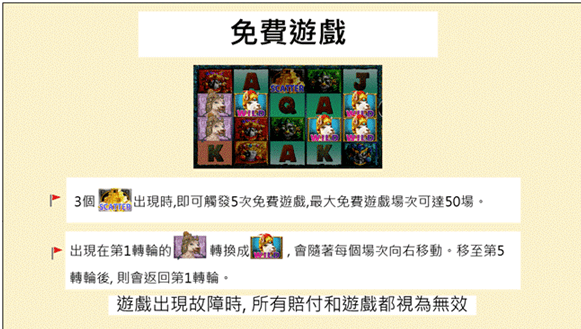 免費遊戲
A J
SCATTER
WILD Q A
WILD WILD
K A K
3個 SCATTER 出現時,即可觸發5次免費遊戲,最大免費遊戲場次可達50場。
出現在第1轉輪的 轉換成 WILD , 會隨著每個場次向右移動。移至第5
轉輪後, 則會返回第1轉輪。
遊戲出現故障時, 所有賠付和遊戲都視為無效